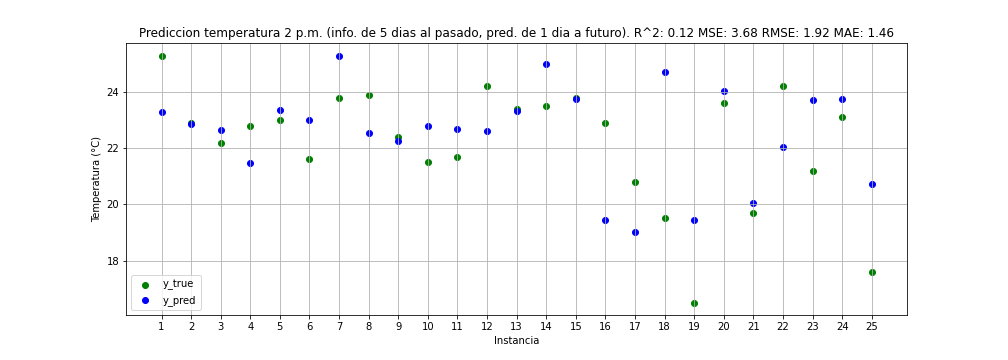 Prediccion temperatura 2 p.m. (info. de 5 dias al pasado, pred. de 1 dia a futuro). R^2: 0.12 MSE: 3.68 RMSE: 1.92 MAE: 1.46
24
22
20
18
Temperatura (°C)
y_true
y_pred
1 2 3 4 5 6 7 8 9 10 11 12 13 14 15 16 17 18 19 20 21 22 23 24 25
Instancia